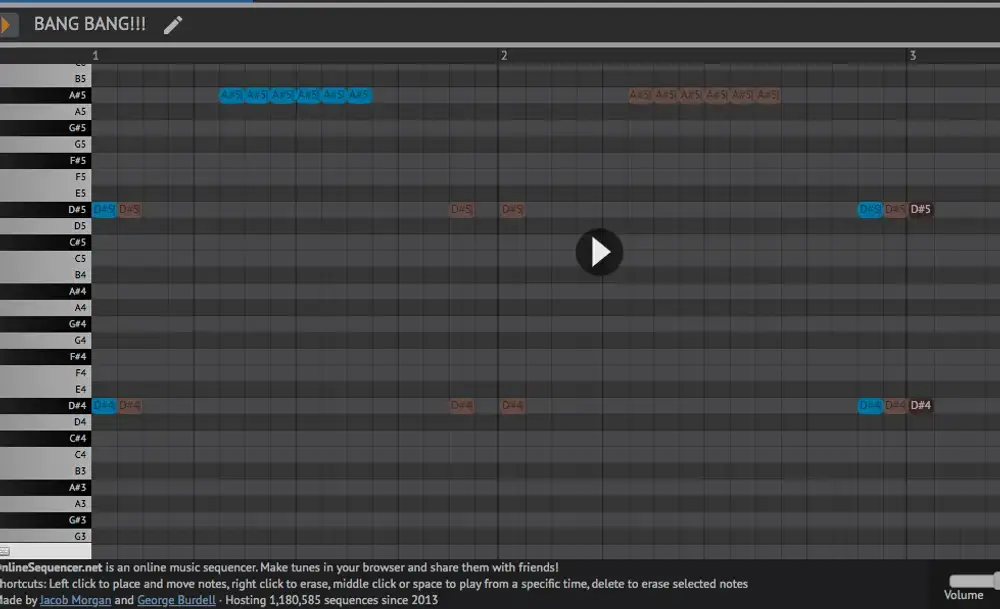 BANG BANG!!!
1 2 3
B5
A#5 A#5 A#5 A#5 A#5 A#5 A#5 A#5 A#5 A#5 A#5 A#5 A#5
A5
G#5
G5
F#5
F5
E5
D#5 D#5 D#5 D#5 D#5 D#5 D#5 D#5
D5
C#5
C5
B4
A#4
A4
G#4
G4
F#4
F4
E4
D#4 D#4 D#4 D#4 D#4 D#4 D#4 D#4
D4
C#4
C4
B3
A#3
A3
G#3
G3
nlineSequencer.net is an online music sequencer. Make tunes in your browser and share them with friends!
hortcuts: Left click to place and move notes, right click to erase, middle click or space to play from a specific time, delete to erase selected notes
ade by Jacob Morgan and George Burdell · Hosting 1,180,585 sequences since 2013
Volume